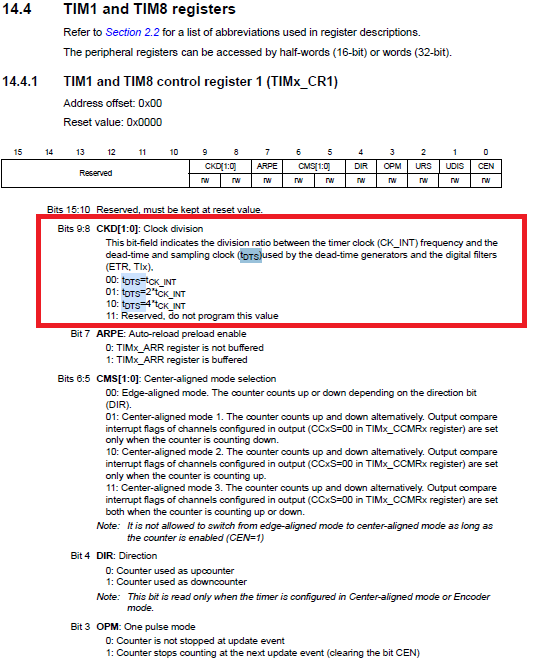 14.4 TIM1 and TIM8 registers
Refer to Section 2.2 for a list of abbreviations used in register descriptions.
The peripheral registers can be accessed by half-words (16-bit) or words (32-bit).
14.4.1 TIM1 and TIM8 control register 1 (TIMx_CR1)
Address offset: 0x00
Reset value: 0x0000
15 14 13 12 11 10 9 8 7 6 5 4 3 2 1 0
Reserved CKD[1:0] ARPE CMS[1:0] DIR OPM URS UDIS CEN
rw rw rw rw rw rw rw rw rw rw
Bits 15:10 Reserved, must be kept at reset value.
Bits 9:8 CKD[1:0]: Clock division
This bit-field indicates the division ratio between the timer clock (CK_INT) frequency and the
dead-time and sampling clock (tDTS)used by the dead-time generators and the digital filters
(ETR, TIx),
00: tDTS=tCK_INT
01: tDTS=2*tCK_INT
10: tDTS=4*tCK_INT
11: Reserved, do not program this value
Bit 7 ARPE: Auto-reload preload enable
0: TIMx_ARR register is not buffered
1: TIMx_ARR register is buffered
Bits 6:5 CMS[1:0]: Center-aligned mode selection
00: Edge-aligned mode. The counter counts up or down depending on the direction bit
(DIR).
01: Center-aligned mode 1. The counter counts up and down alternatively. Output compare
interrupt flags of channels configured in output (CCxS=00 in TIMx_CCMRx register) are set
only when the counter is counting down.
10: Center-aligned mode 2. The counter counts up and down alternatively. Output compare
interrupt flags of channels configured in output (CCxS=00 in TIMx_CCMRx register) are set
only when the counter is counting up.
11: Center-aligned mode 3. The counter counts up and down alternatively. Output compare
interrupt flags of channels configured in output (CCxS=00 in TIMx_CCMRx register) are set
both when the counter is counting up or down.
Note: It is not allowed to switch from edge-aligned mode to center-aligned mode as long as
the counter is enabled (CEN=1)
Bit 4 DIR: Direction
0: Counter used as upcounter
1: Counter used as downcounter
Note: This bit is read only when the timer is configured in Center-aligned mode or Encoder
mode.
Bit 3 OPM: One pulse mode
0: Counter is not stopped at update event
1: Counter stops counting at the next update event (clearing the bit CEN)